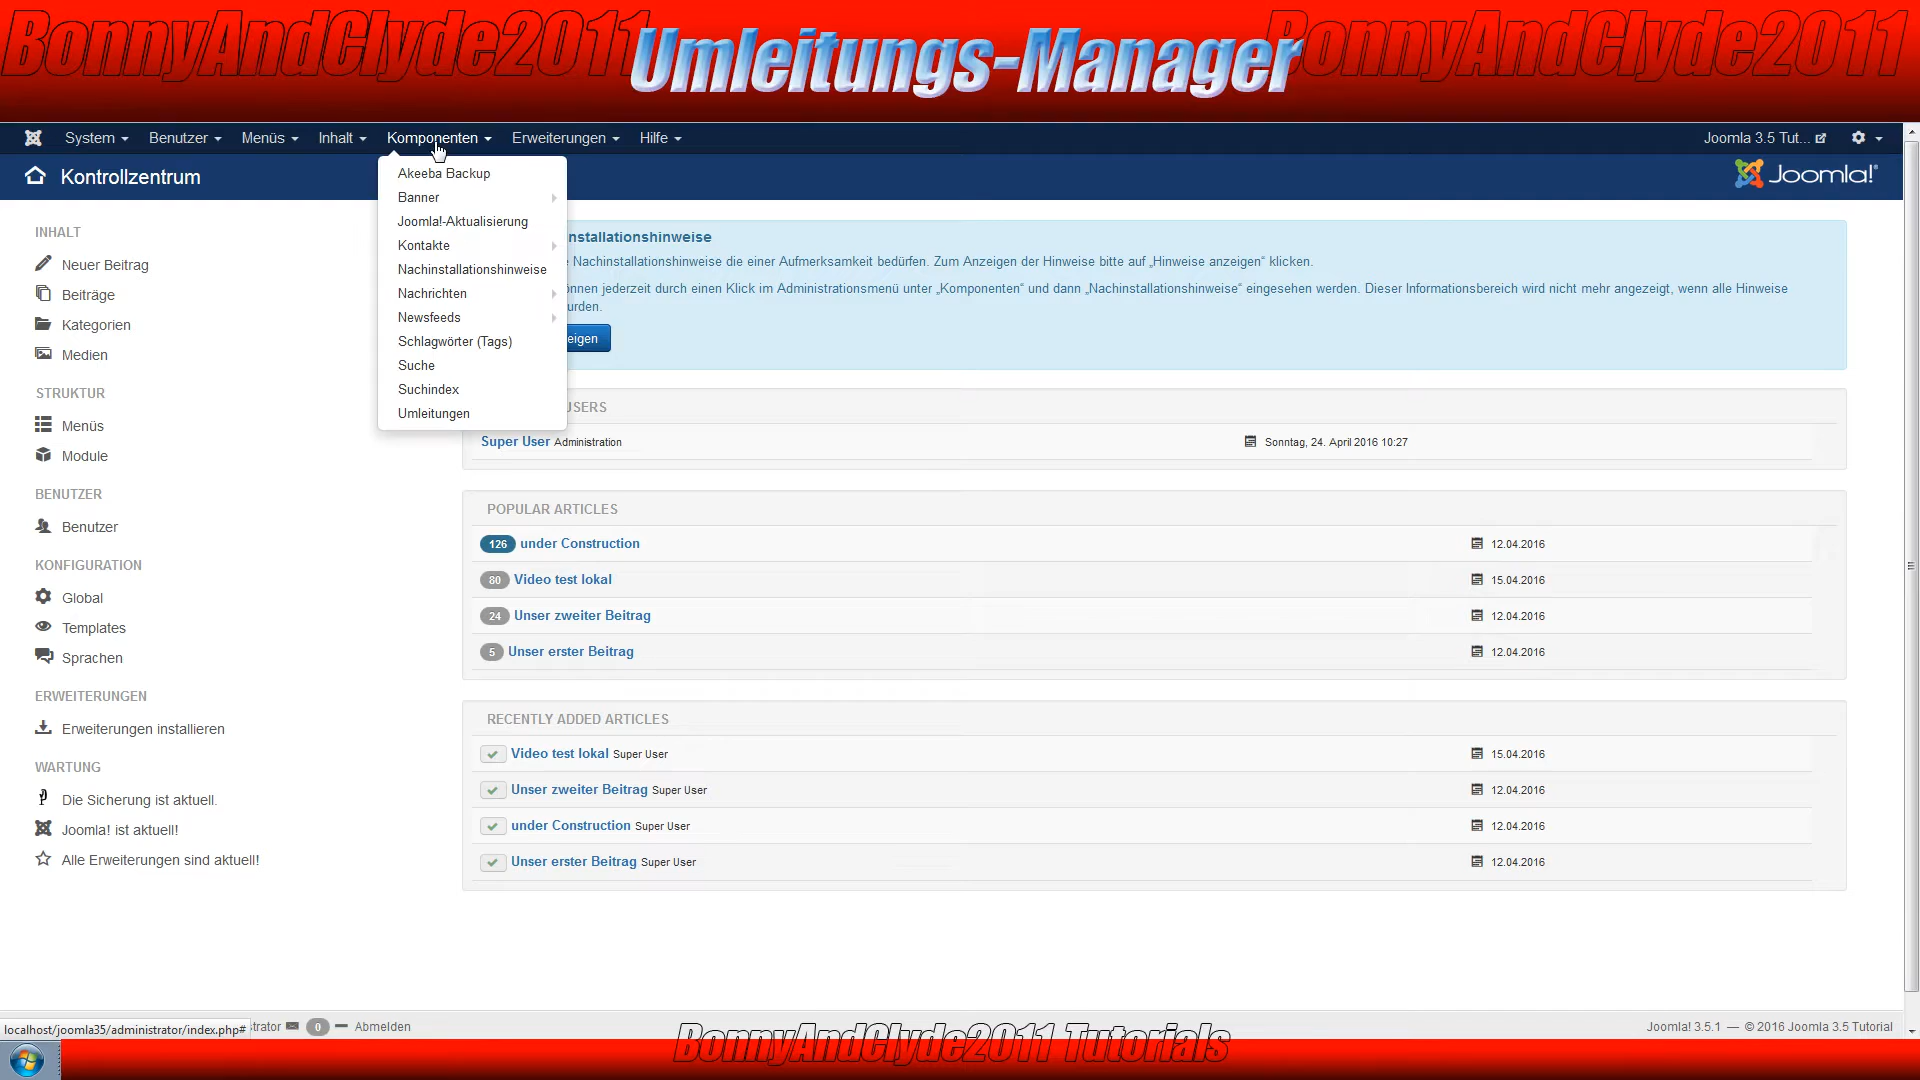 BonnyAndClyde2011
Umleitungs-Manager
BonnyAndClyde2011
System
Benutzer
Menüs
Inhalt
Komponenten
Erweiterungen
Hilfe
Joomla 3.5 Tut...
Kontrollzentrum
Joomla!
Akeeba Backup
Banner
Joomla!-Aktualisierung
Kontakte
Nachinstallationshinweise
Nachrichten
Newsfeeds
Schlagwörter (Tags)
Suche
Suchindex
Umleitungen
INHALT
Neuer Beitrag
Beiträge
Kategorien
Medien
STRUKTUR
Menüs
Module
BENUTZER
Benutzer
KONFIGURATION
Global
Templates
Sprachen
ERWEITERUNGEN
Erweiterungen installieren
WARTUNG
Die Sicherung ist aktuell.
Joomla! ist aktuell!
Alle Erweiterungen sind aktuell!
nstallationshinweise
Nachinstallationshinweise die einer Aufmerksamkeit bedürfen. Zum Anzeigen der Hinweise bitte auf „Hinweise anzeigen“ klicken.
önnen jederzeit durch einen Klick im Administrationsmenü unter „Komponenten“ und dann „Nachinstallationshinweise“ eingesehen werden. Dieser Informationsbereich wird nicht mehr angezeigt, wenn alle Hinweise
urden.
eigen
USERS
Super User Administration
Sonntag, 24. April 2016 10:27
POPULAR ARTICLES
126 under Construction 12.04.2016
80 Video test lokal 15.04.2016
24 Unser zweiter Beitrag 12.04.2016
5 Unser erster Beitrag 12.04.2016
RECENTLY ADDED ARTICLES
Video test lokal Super User 15.04.2016
Unser zweiter Beitrag Super User 12.04.2016
under Construction Super User 12.04.2016
Unser erster Beitrag Super User 12.04.2016
localhost/joomla35/administrator/index.php#
trator
0
Abmelden
Joomla! 3.5.1 — © 2016 Joomla 3.5 Tutorial
BonnyAndClyde2011 Tutorials